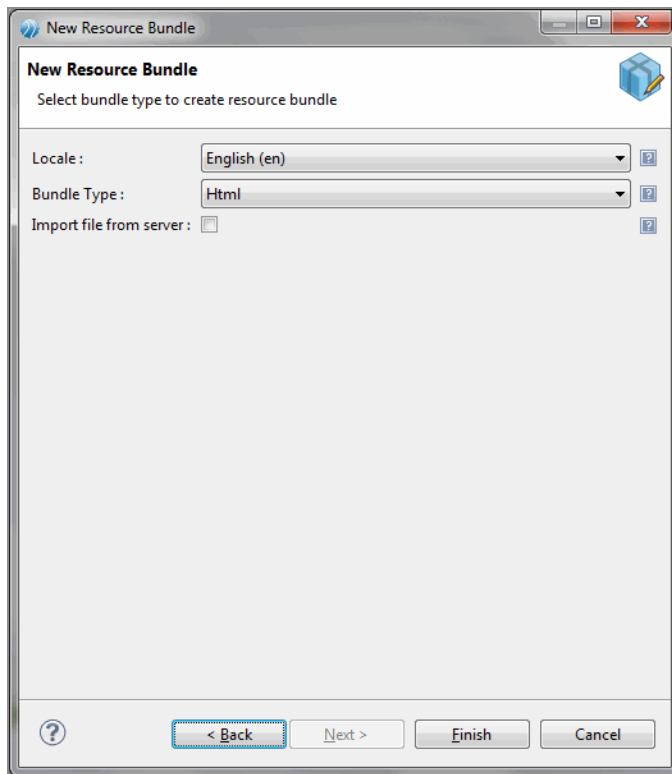 New Resource Bundle
New Resource Bundle
Select bundle type to create resource bundle
Locale : English (en) ?
Bundle Type : Html ?
Import file from server : ?
? < Back Next > Finish Cancel